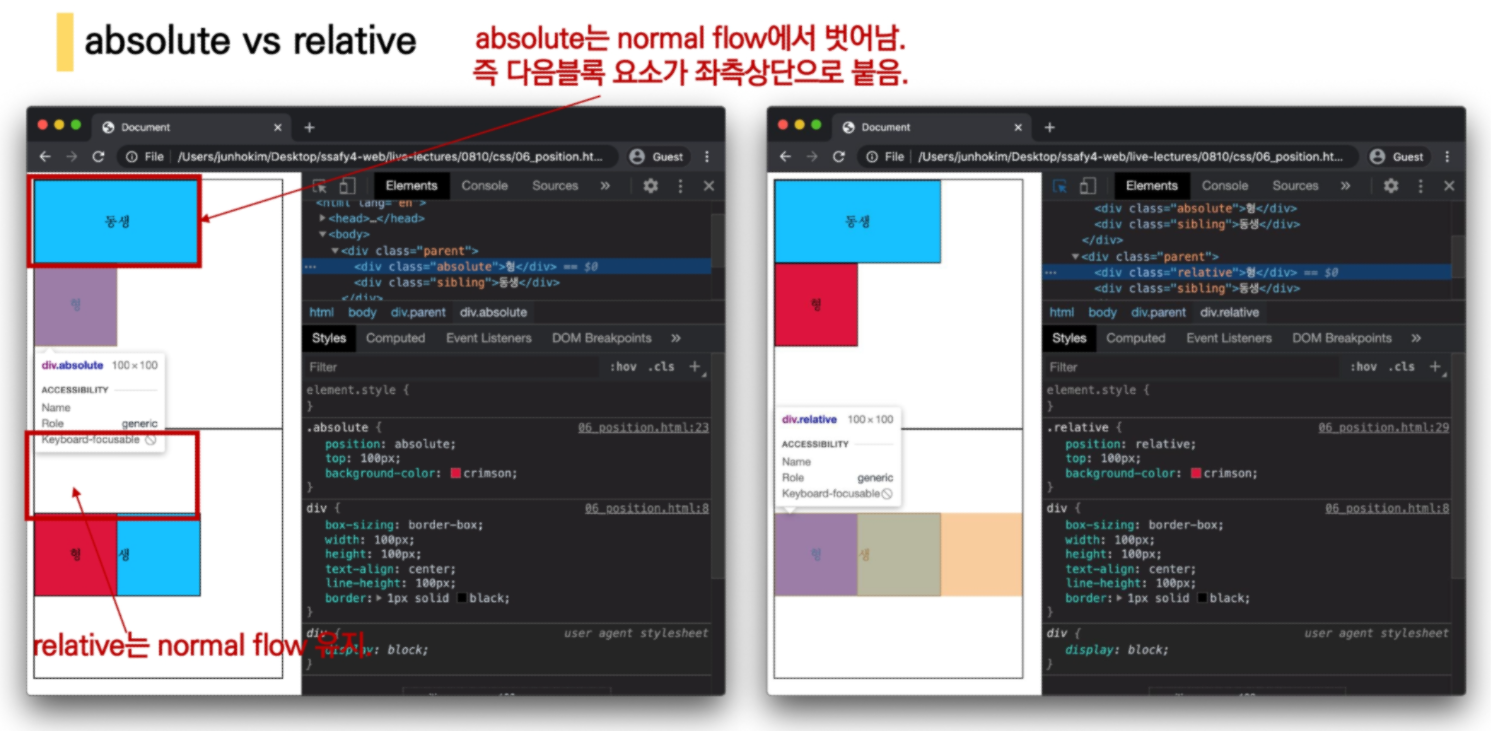 absolute vs relative
absolute는 normal flow에서 벗어남.
즉 다음블록 요소가 좌측상단으로 붙음.
Document
File /Users/junhokim/Desktop/ssafy4-web/live-lectures/0810/css/06_position.ht...
Guest
Elements Console Sources »
<html lang="en">
<head>…</head>
<body>
<div class="parent">
<div class="absolute">형</div> == $0
<div class="sibling">동생</div>
</div>
html body div.parent div.absolute
Styles Computed Event Listeners DOM Breakpoints »
Filter :hov .cls +
element.style {
}
.absolute { 06_position.html:23
position: absolute;
top: 100px;
background-color: crimson;
}
div { 06_position.html:8
box-sizing: border-box;
width: 100px;
height: 100px;
text-align: center;
line-height: 100px;
border: 1px solid black;
}
div { user agent stylesheet
display: block;
}
동생
형
div.absolute 100×100
ACCESSIBILITY
Name
Role generic
Keyboard-focusable
형 생
relative는 normal flow 유지.
Document
File /Users/junhokim/Desktop/ssafy4-web/live-lectures/0810/css/06_position.ht...
Guest
Elements Console Sources »
<div class="absolute">형</div>
<div class="sibling">동생</div>
</div>
<div class="parent">
<div class="relative">형</div> == $0
<div class="sibling">동생</div>
html body div.parent div.relative
Styles Computed Event Listeners DOM Breakpoints »
Filter :hov .cls +
element.style {
}
.relative { 06_position.html:29
position: relative;
top: 100px;
background-color: crimson;
}
div { 06_position.html:8
box-sizing: border-box;
width: 100px;
height: 100px;
text-align: center;
line-height: 100px;
border: 1px solid black;
}
div { user agent stylesheet
display: block;
}
동생
형
div.relative 100×100
ACCESSIBILITY
Name
Role generic
Keyboard-focusable
형 생